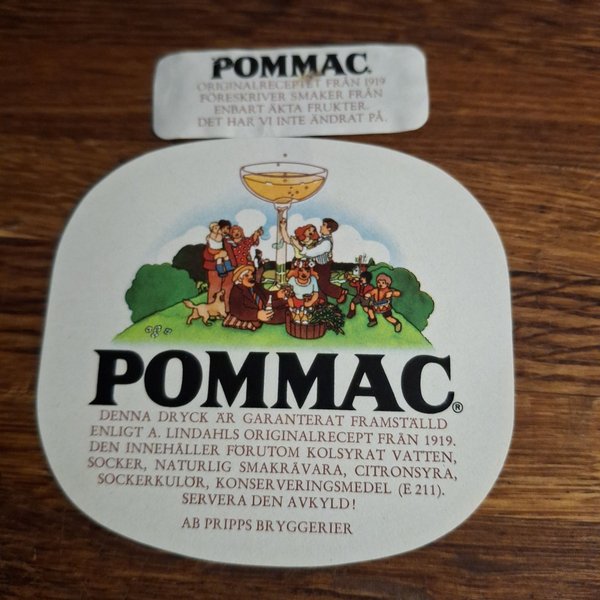 POMMAC®
ORIGINALRECEPTET FRÅN 1919
FÖRESKRIVER SMAKER FRÅN
ENBART ÄKTA FRUKTER.
DET HAR VI INTE ÄNDRAT PÅ.
POMMAC®
DENNA DRYCK ÄR GARANTERAT FRAMSTÄLLD
ENLIGT A. LINDAHLS ORIGINALRECEPT FRÅN 1919.
DEN INNEHÅLLER FÖRUTOM KOLSYRAT VATTEN,
SOCKER, NATURLIG SMAKRÅVARA, CITRONSYRA,
SOCKERKULÖR, KONSERVERINGSMEDEL (E 211).
SERVERA DEN AVKYLD!
AB PRIPPS BRYGGERIER